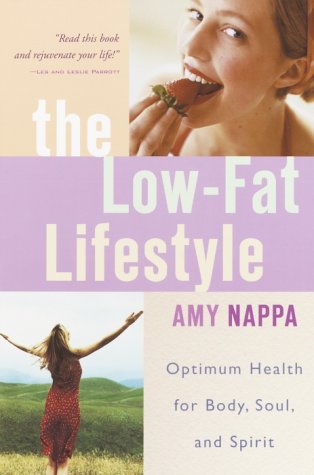 "Read this book
and rejuvenate your life!"
—LES AND LESLIE PARROTT
the
Low-Fat
Lifestyle
AMY NAPPA
Optimum Health
for Body, Soul,
and Spirit